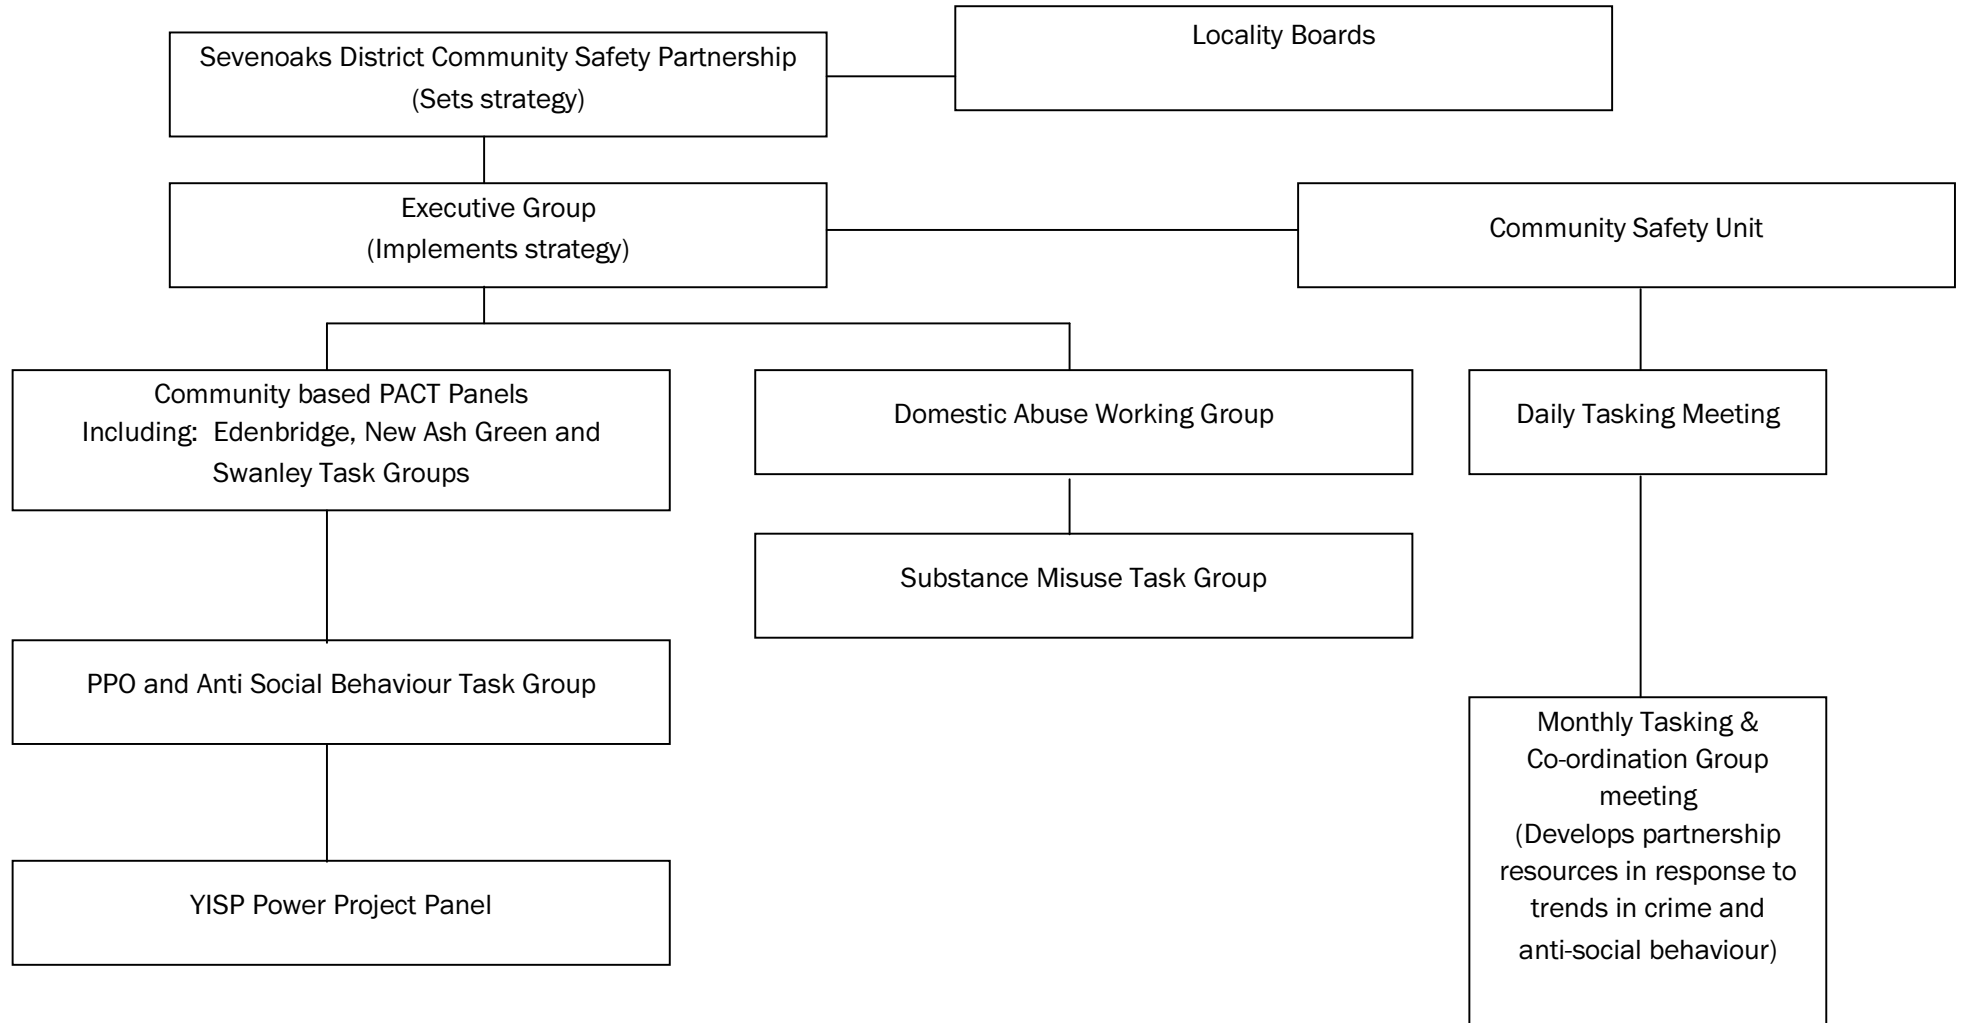 Sevenoaks District Community Safety Partnership
(Sets strategy)
Locality Boards
Executive Group
(Implements strategy)
Community Safety Unit
Community based PACT Panels
Including:  Edenbridge, New Ash Green and
Swanley Task Groups
Domestic Abuse Working Group
Daily Tasking Meeting
Substance Misuse Task Group
PPO and Anti Social Behaviour Task Group
Monthly Tasking &
Co-ordination Group
meeting
(Develops partnership
resources in response to
trends in crime and
anti-social behaviour)
YISP Power Project Panel